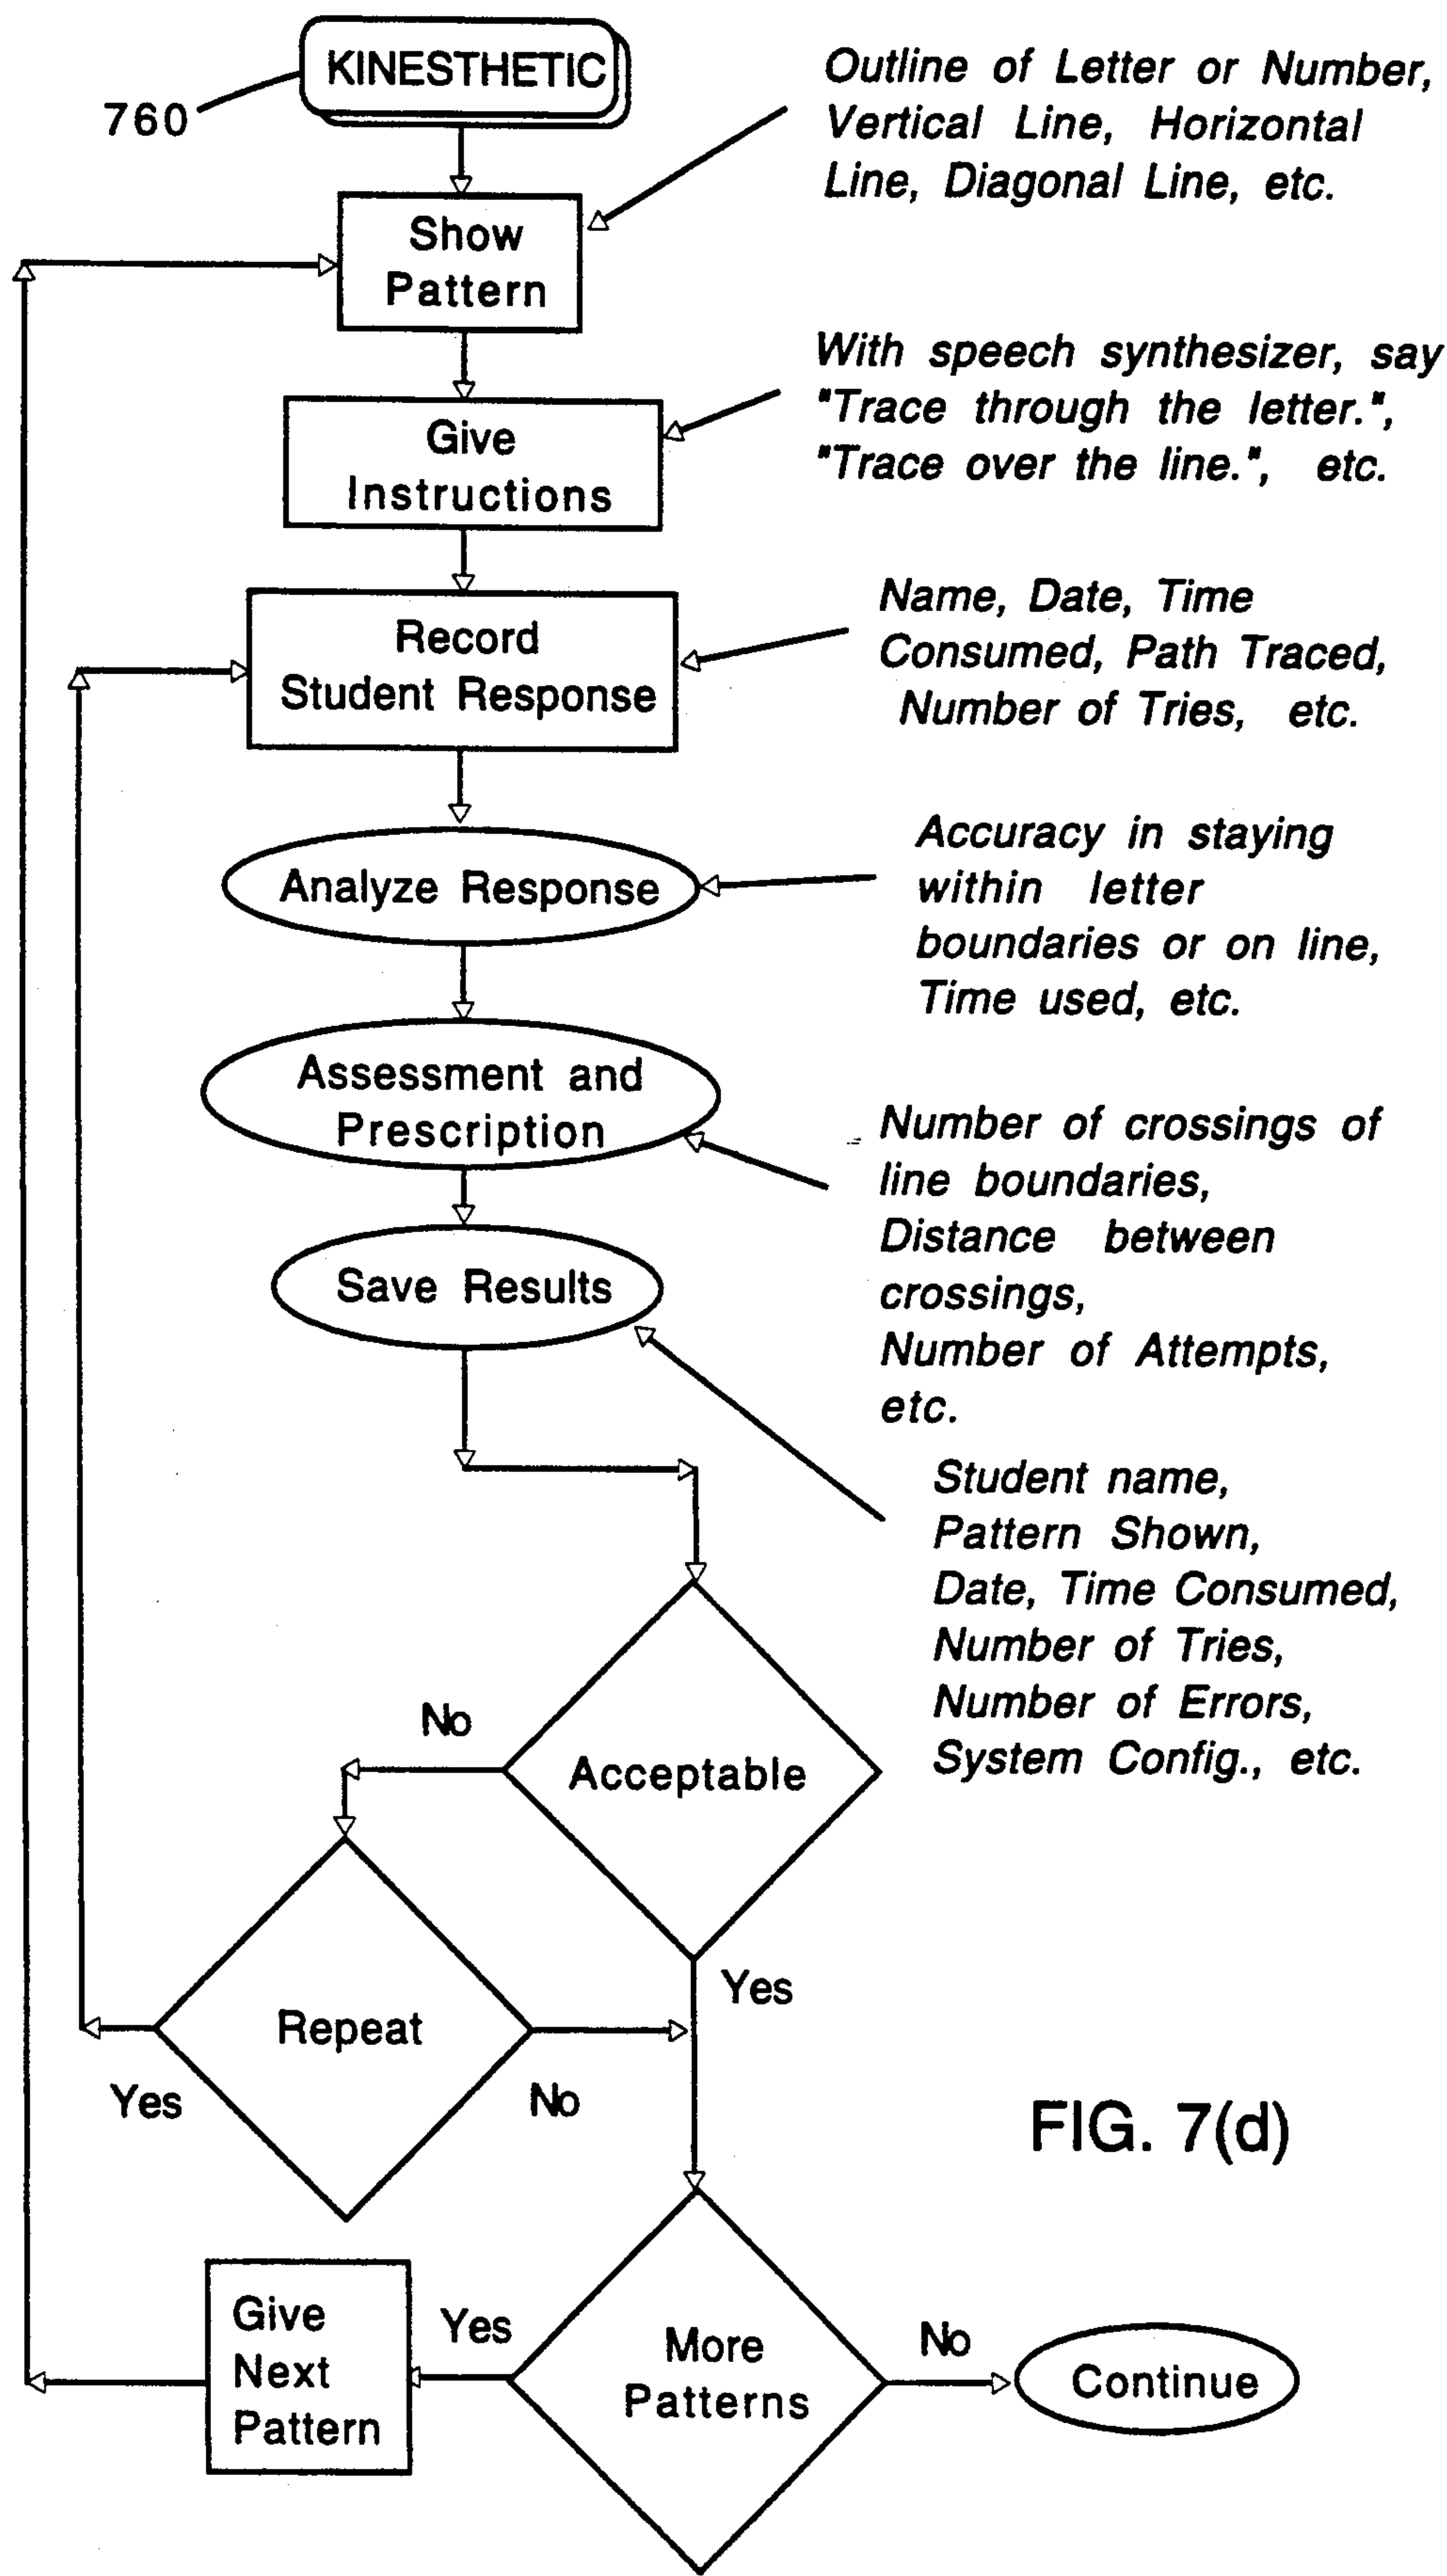 KINESTHETIC
760
Outline of Letter or Number,
Vertical Line, Horizontal
Line, Diagonal Line, etc.
Show
Pattern
With speech synthesizer, say
"Trace through the letter.",
"Trace over the line.", etc.
Give
Instructions
Name, Date, Time
Consumed, Path Traced,
Number of Tries, etc.
Record
Student Response
Accuracy in staying
within letter
boundaries or on line,
Time used, etc.
Analyze Response
Assessment and
Prescription
Number of crossings of
line boundaries,
Distance between
crossings,
Number of Attempts,
etc.
Save Results
Student name,
Pattern Shown,
Date, Time Consumed,
Number of Tries,
Number of Errors,
System Config., etc.
No
Acceptable
Yes
Repeat
Yes
No
FIG. 7(d)
Give
Next
Pattern
Yes
More
Patterns
No
Continue